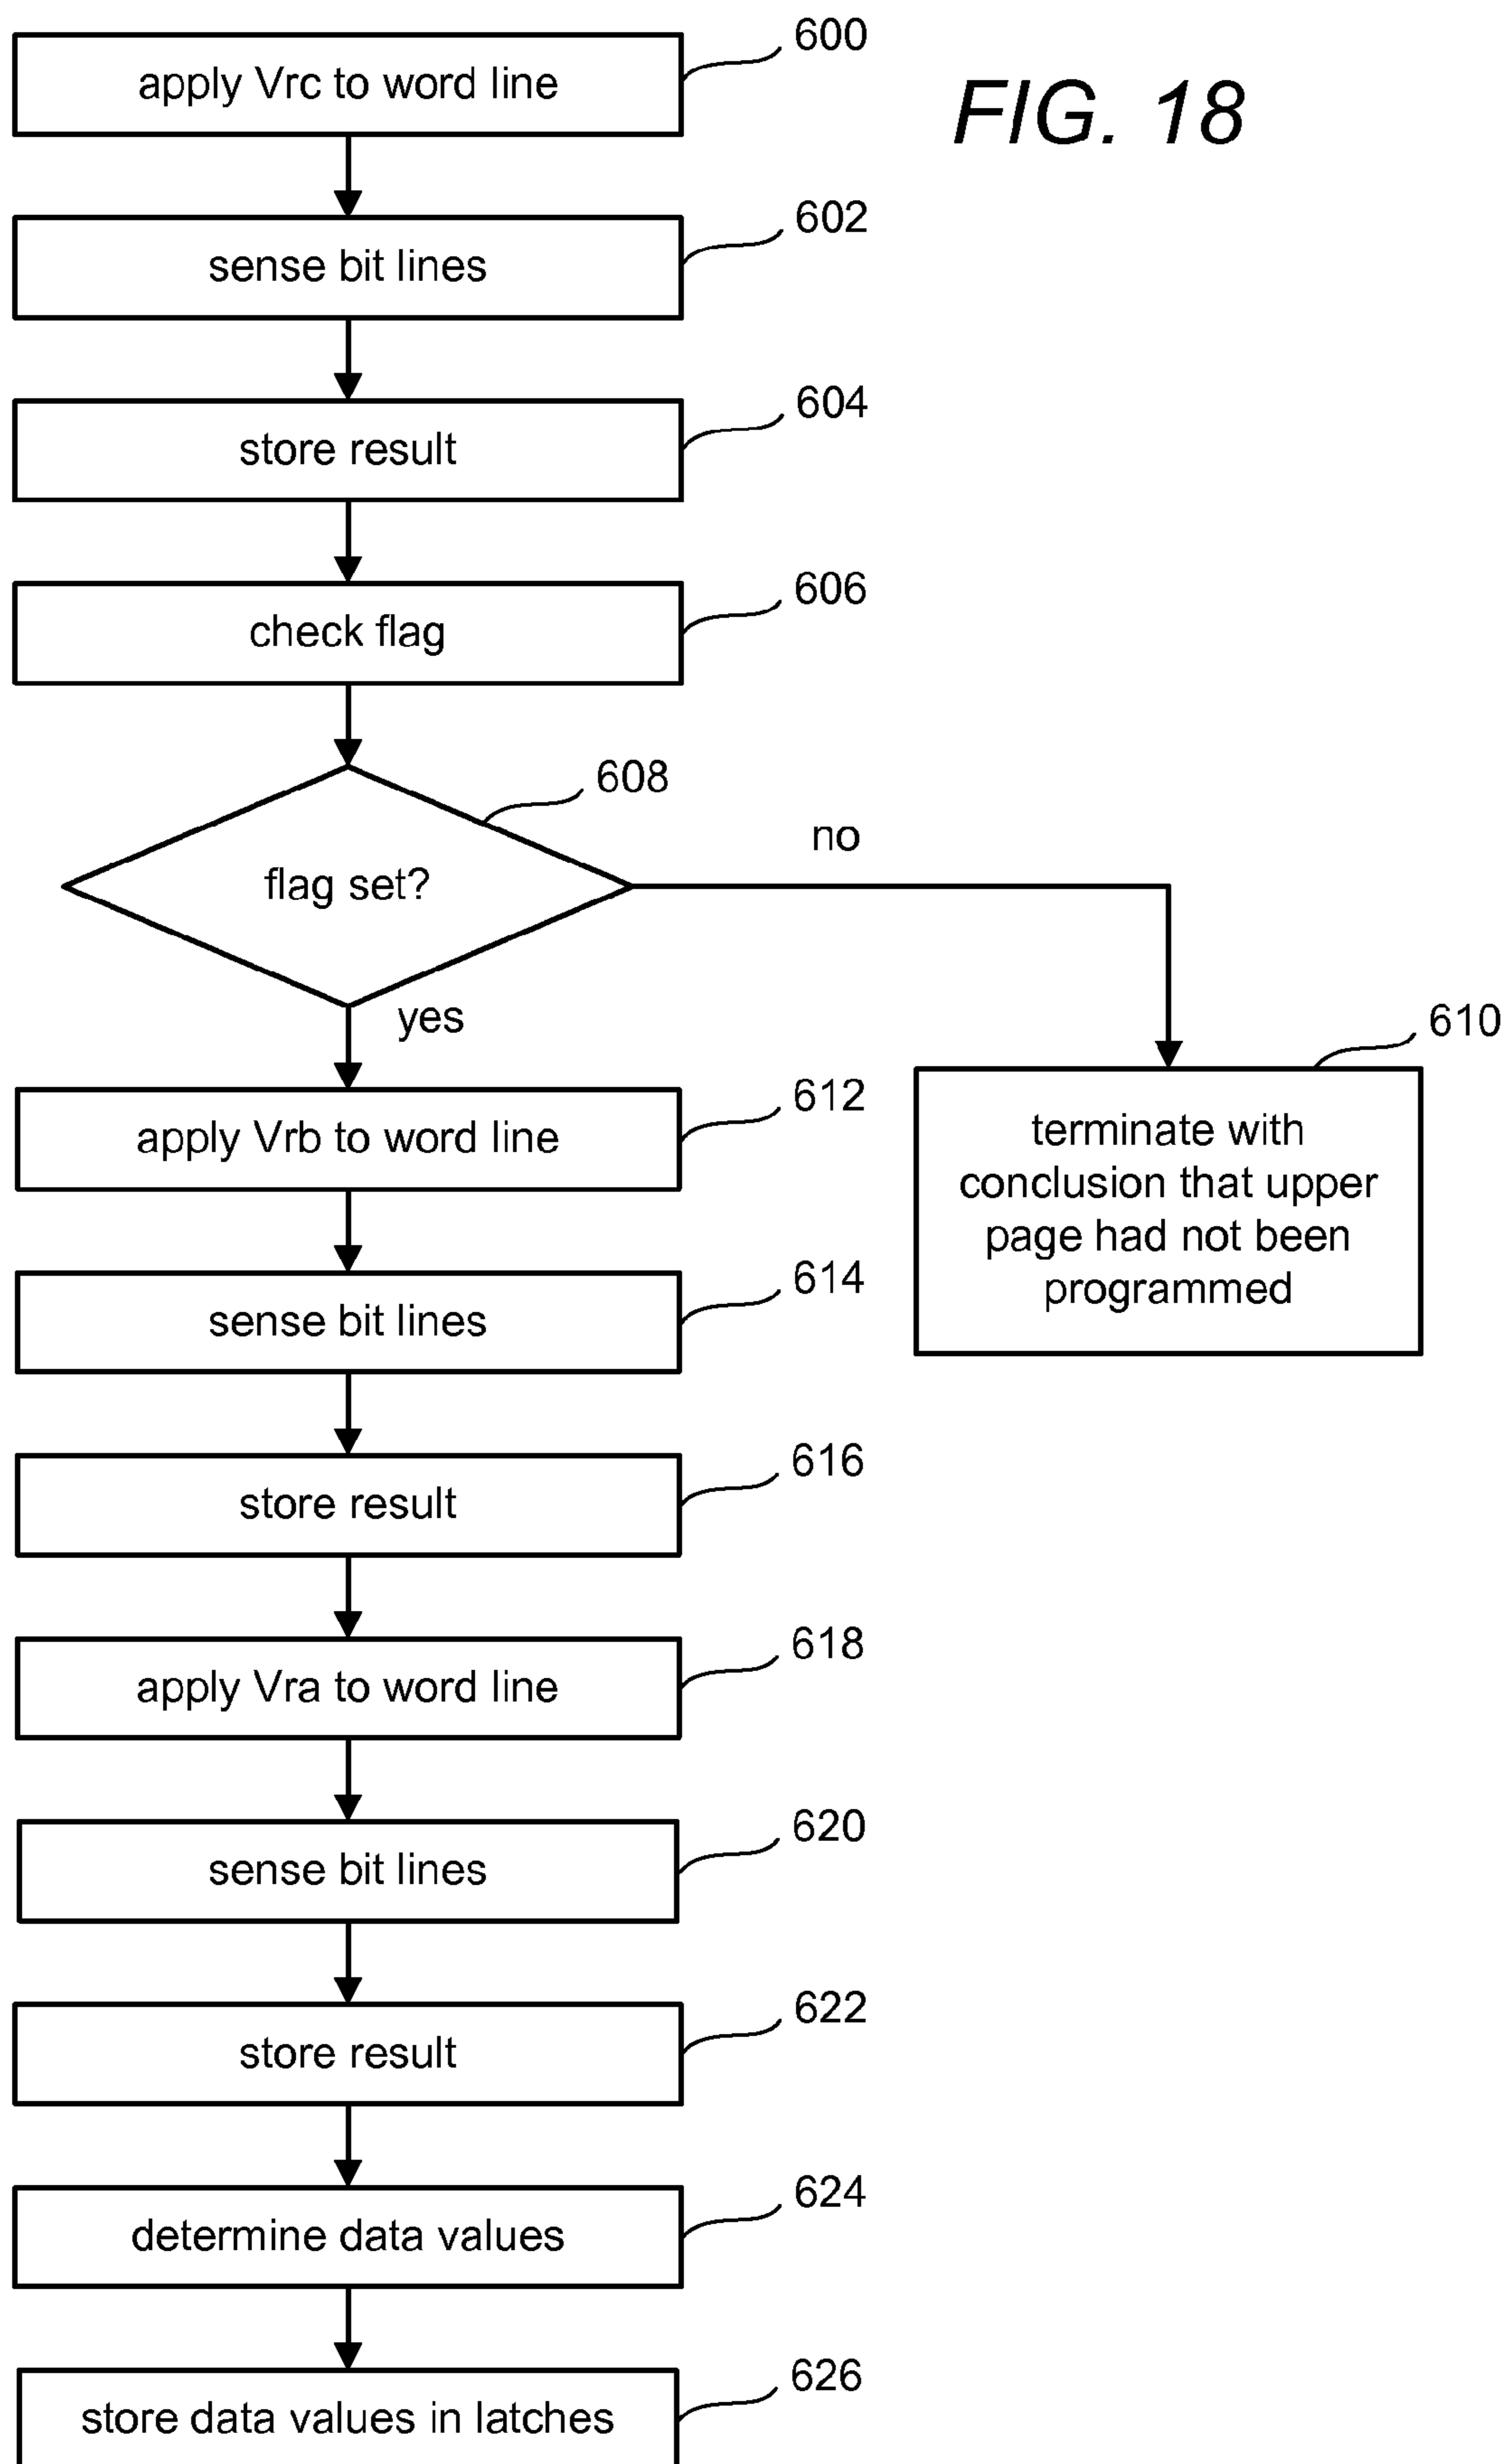 600
apply Vrc to word line
FIG. 18
602
sense bit lines
604
store result
606
check flag
608
flag set?
no
yes
610
terminate with
conclusion that upper
page had not been
programmed
612
apply Vrb to word line
614
sense bit lines
616
store result
618
apply Vra to word line
620
sense bit lines
622
store result
624
determine data values
626
store data values in latches